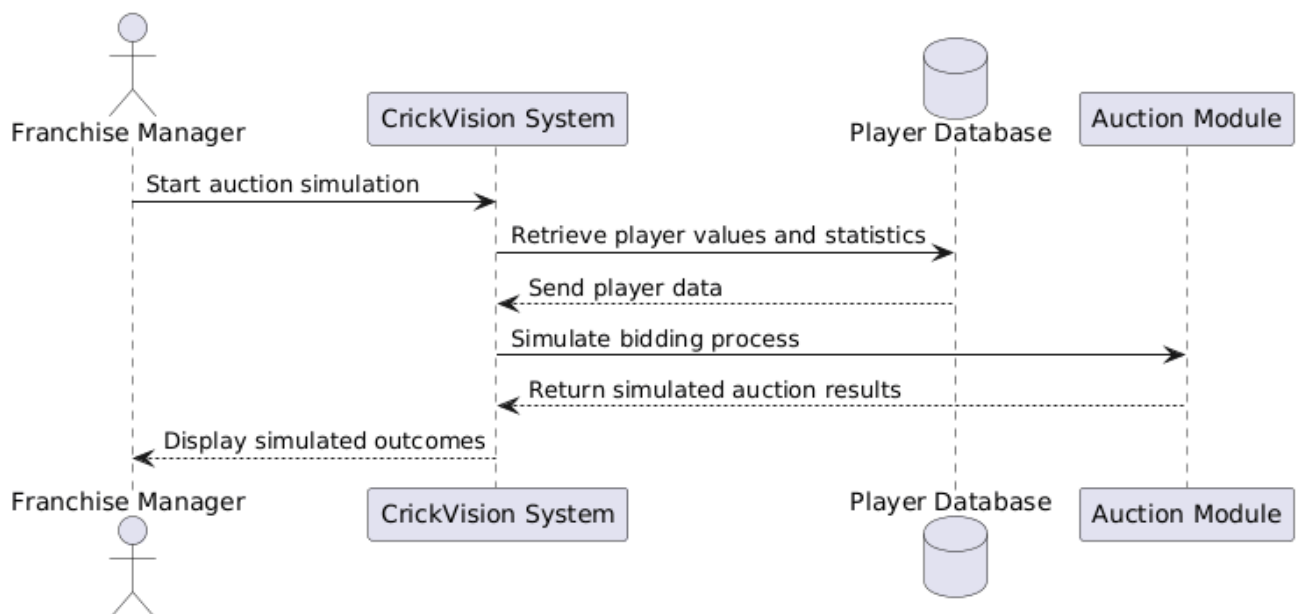 Franchise Manager
CrickVision System
Player Database
Auction Module
Start auction simulation
Retrieve player values and statistics
Send player data
Simulate bidding process
Return simulated auction results
Display simulated outcomes
Franchise Manager
CrickVision System
Player Database
Auction Module